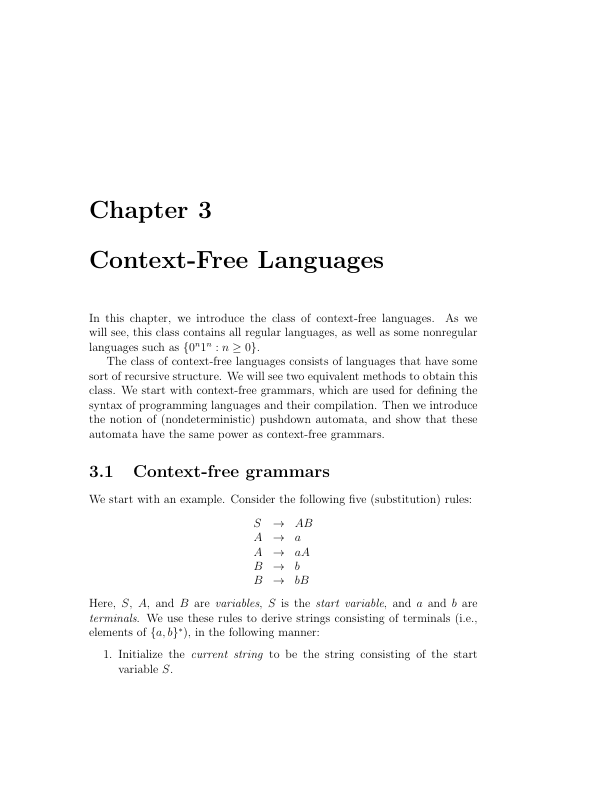 Chapter 3
Context-Free Languages
In this chapter, we introduce the class of context-free languages. As we
will see, this class contains all regular languages, as well as some nonregular
languages such as {0ⁿ1ⁿ : n ≥ 0}.
The class of context-free languages consists of languages that have some
sort of recursive structure. We will see two equivalent methods to obtain this
class. We start with context-free grammars, which are used for defining the
syntax of programming languages and their compilation. Then we introduce
the notion of (nondeterministic) pushdown automata, and show that these
automata have the same power as context-free grammars.
3.1 Context-free grammars
We start with an example. Consider the following five (substitution) rules:
S → AB
A → a
A → aA
B → b
B → bB
Here, S, A, and B are variables, S is the start variable, and a and b are
terminals. We use these rules to derive strings consisting of terminals (i.e.,
elements of {a, b}*), in the following manner:
1. Initialize the current string to be the string consisting of the start
variable S.